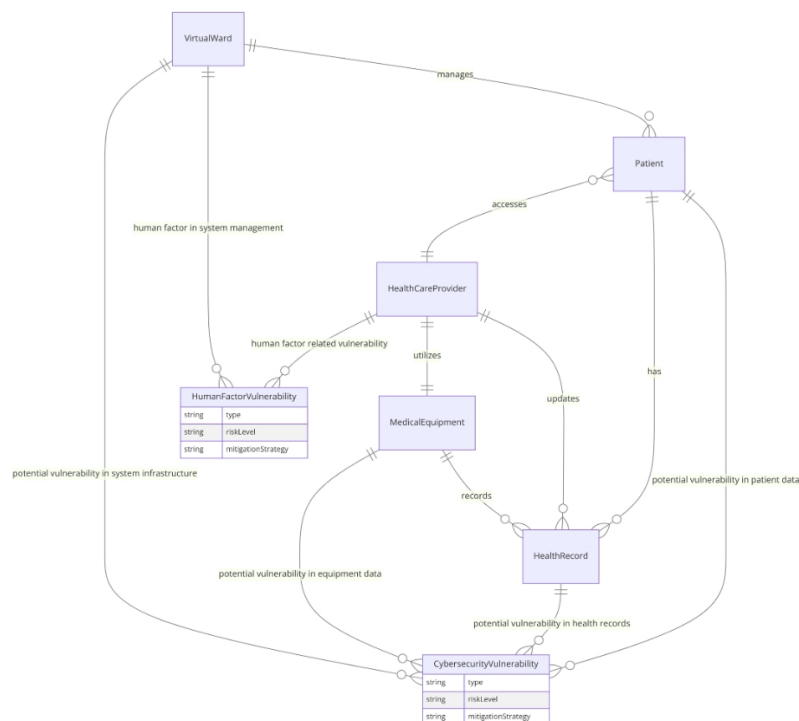 VirtualWard
manages
Patient
accesses
human factor in system management
HealthCareProvider
human factor related vulnerability
utilizes
has
HumanFactorVulnerability
string type
string riskLevel
string mitigationStrategy
updates
MedicalEquipment
potential vulnerability in system infrastructure
potential vulnerability in patient data
records
HealthRecord
potential vulnerability in equipment data
potential vulnerability in health records
CybersecurityVulnerability
string type
string riskLevel
string mitigationStrategy